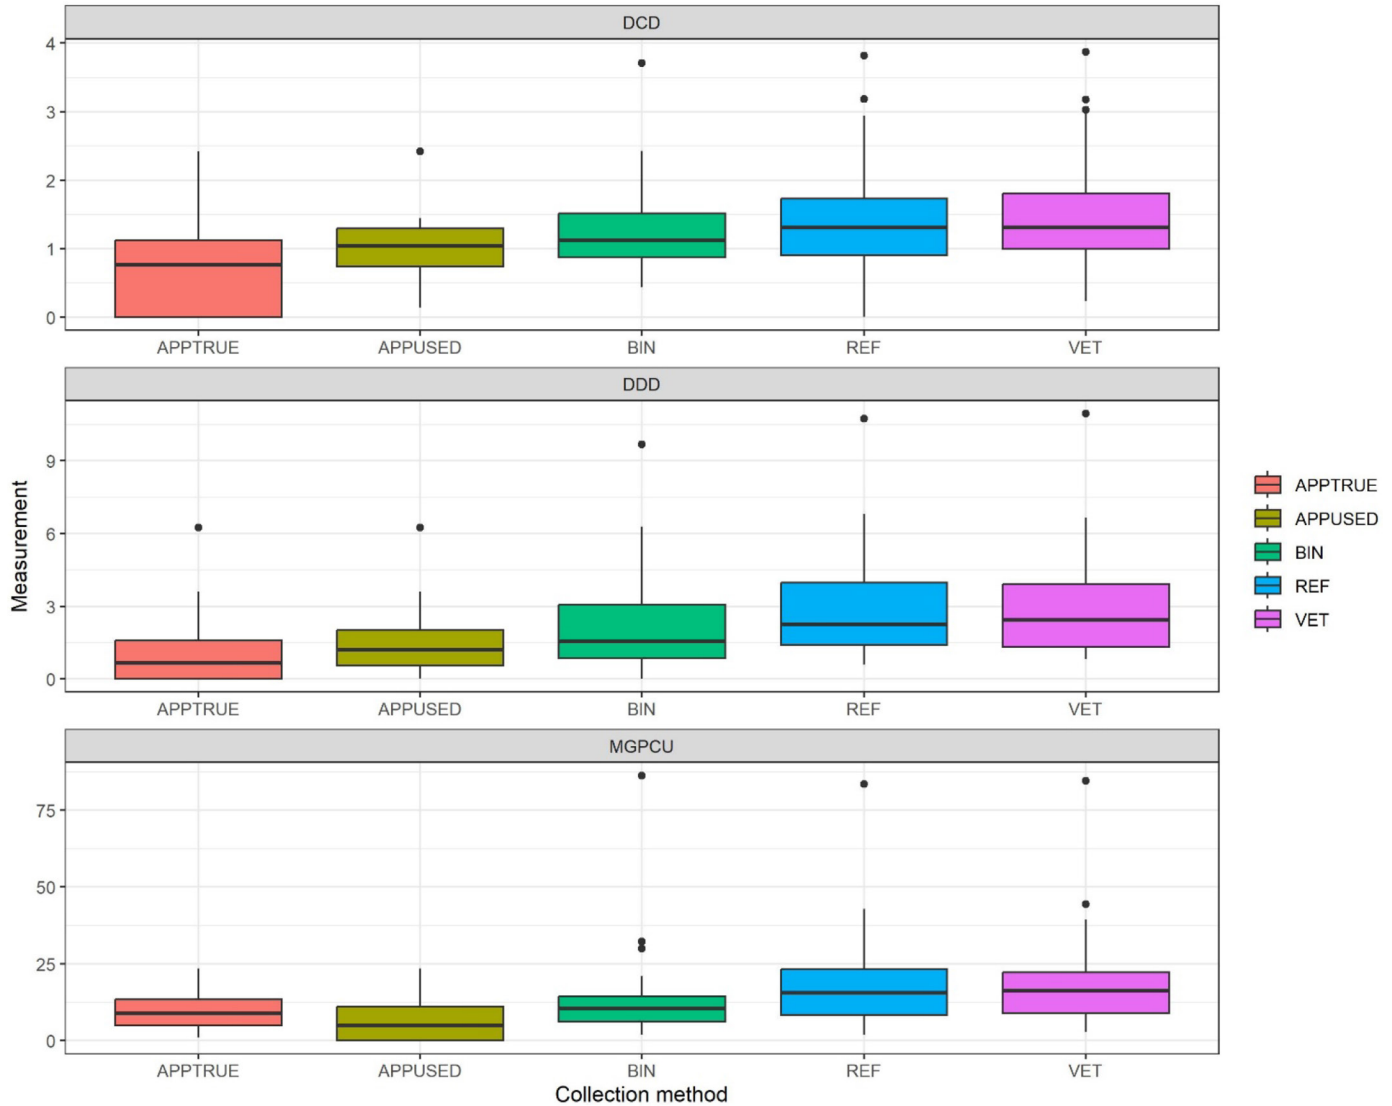 DCD
4
3
2
1
0
APPTRUE APPUSED BIN REF VET
DDD
9
6
3
0
APPTRUE APPUSED BIN REF VET
MGPCU
75
50
25
0
APPTRUE APPUSED BIN REF VET
Collection method
Measurement
APPTRUE
APPUSED
BIN
REF
VET